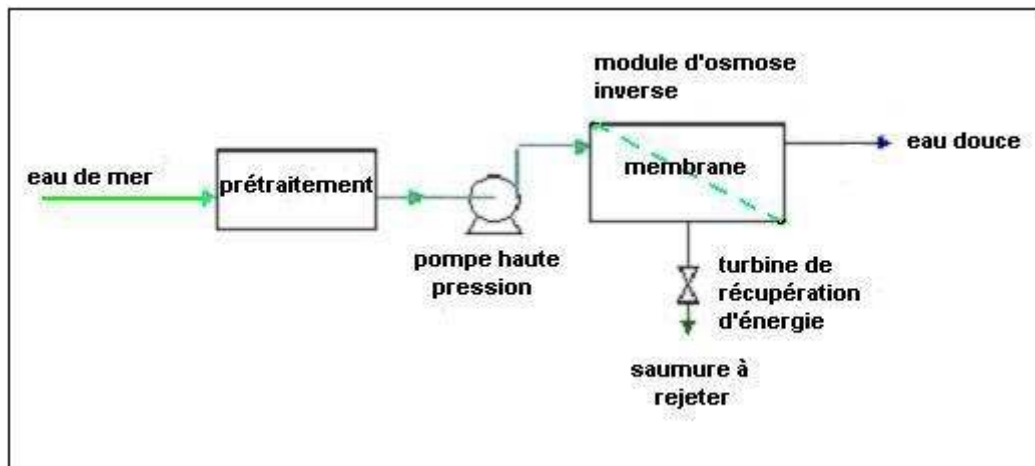 module d'osmose
inverse
eau de mer
prétraitement
membrane
eau douce
pompe haute
pression
turbine de
récupération
d'énergie
saumure à
rejeter